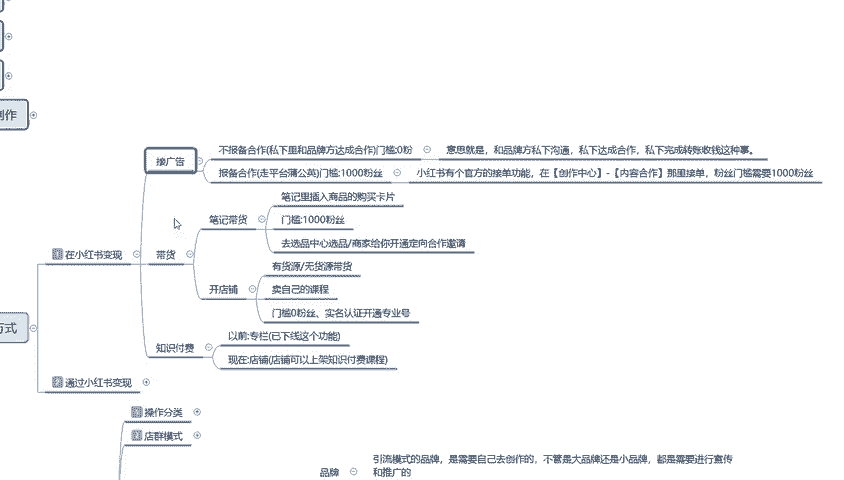 制作
接广告
不报备合作(私下里和品牌方达成合作)门槛:0粉
意思就是，和品牌方私下沟通，私下达成合作，私下完成转账收钱这种事。
报备合作(走平台蒲公英)门槛:1000粉丝
小红书有个官方的接单功能，在【创作中心】-【内容合作】那里接单，粉丝门槛需要1000粉丝
笔记里插入商品的购买卡片
笔记带货
门槛:1000粉丝
去选品中心选品/商家给你开通定向合作邀请
在小红书变现
带货
有货源/无货源带货
开店铺
卖自己的课程
门槛0粉丝、实名认证开通专业号
方式
以前:专栏(已下线这个功能)
知识付费
现在:店铺(店铺可以上架知识付费课程)
通过小红书变现
操作分类
店群模式
引流模式的品牌，是需要自己去创作的，不管是大品牌还是小品牌，都是需要进行宣传
品牌
和推广的